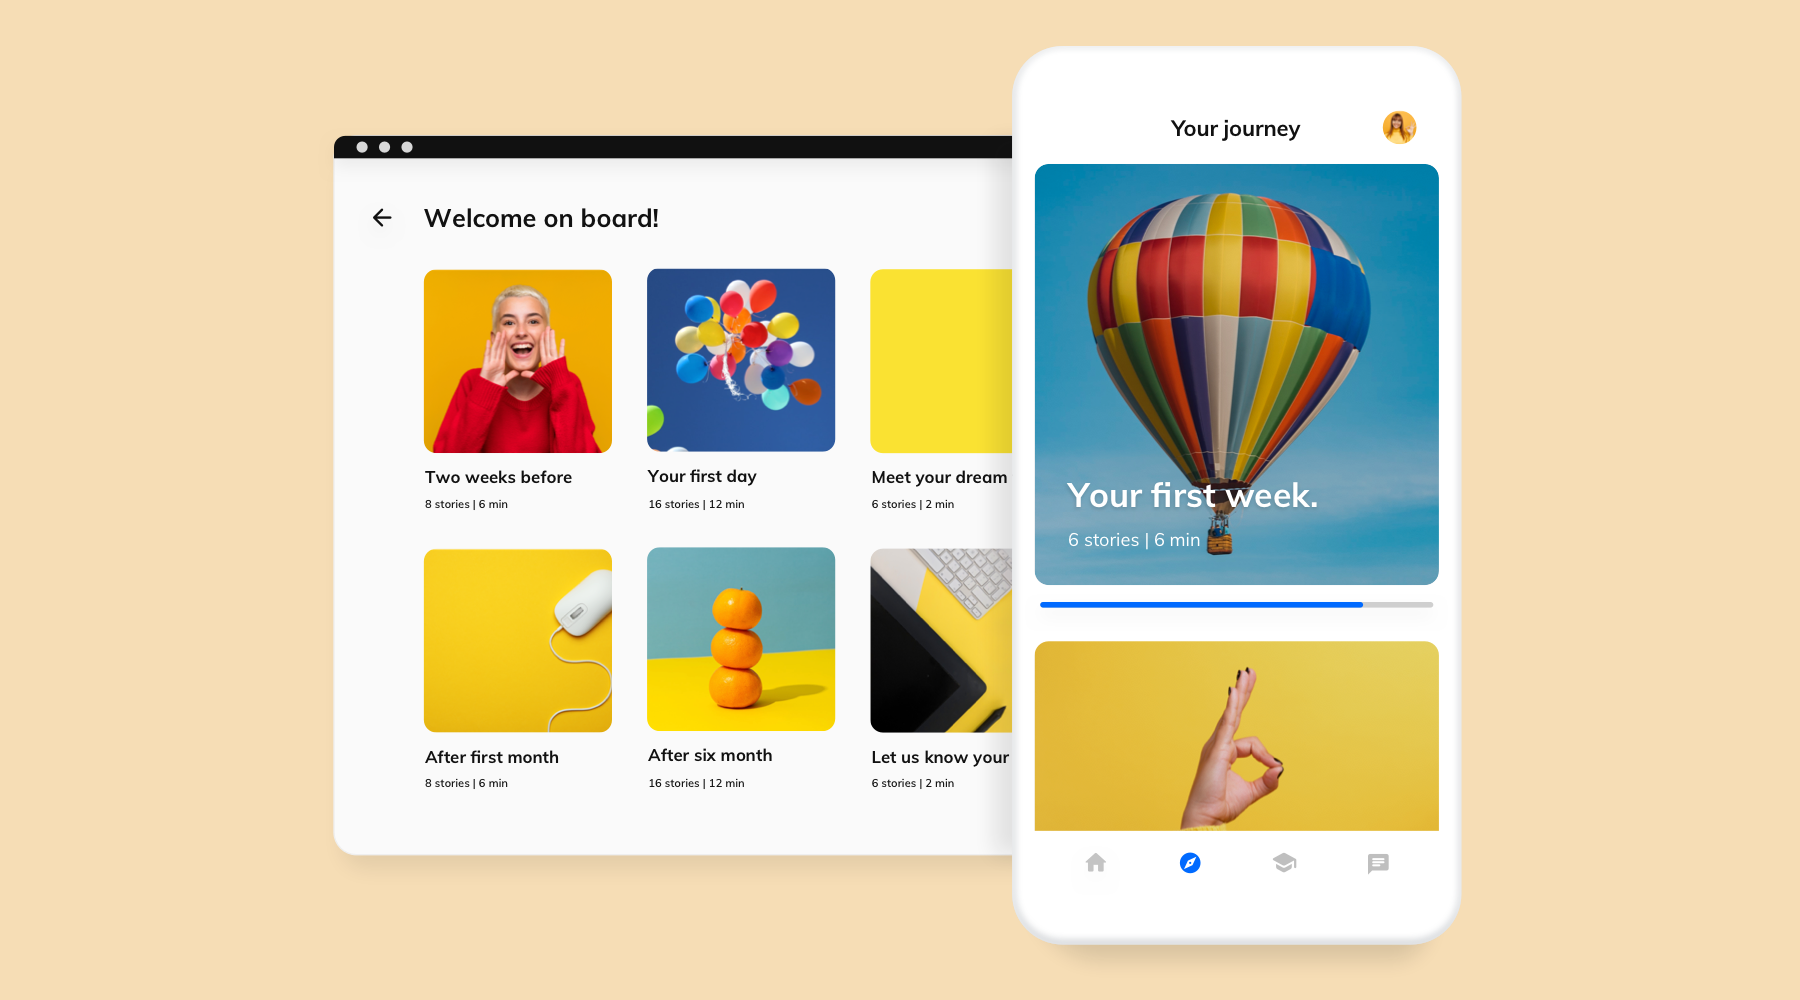 Welcome on board!
Two weeks before
8 stories | 6 min
Your first day
16 stories | 12 min
Meet your dream
6 stories | 2 min
After first month
8 stories | 6 min
After six month
16 stories | 12 min
Let us know your
6 stories | 2 min
Your journey
Your first week.
6 stories | 6 min